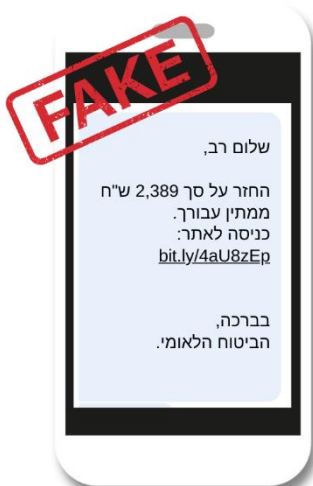 FAKE
שלום רב,
החזר על סך 2,389 ש"ח
ממתין עבורך.
כניסה לאתר:
bit.ly/4aU8zEp
בברכה,
הביטוח הלאומי.